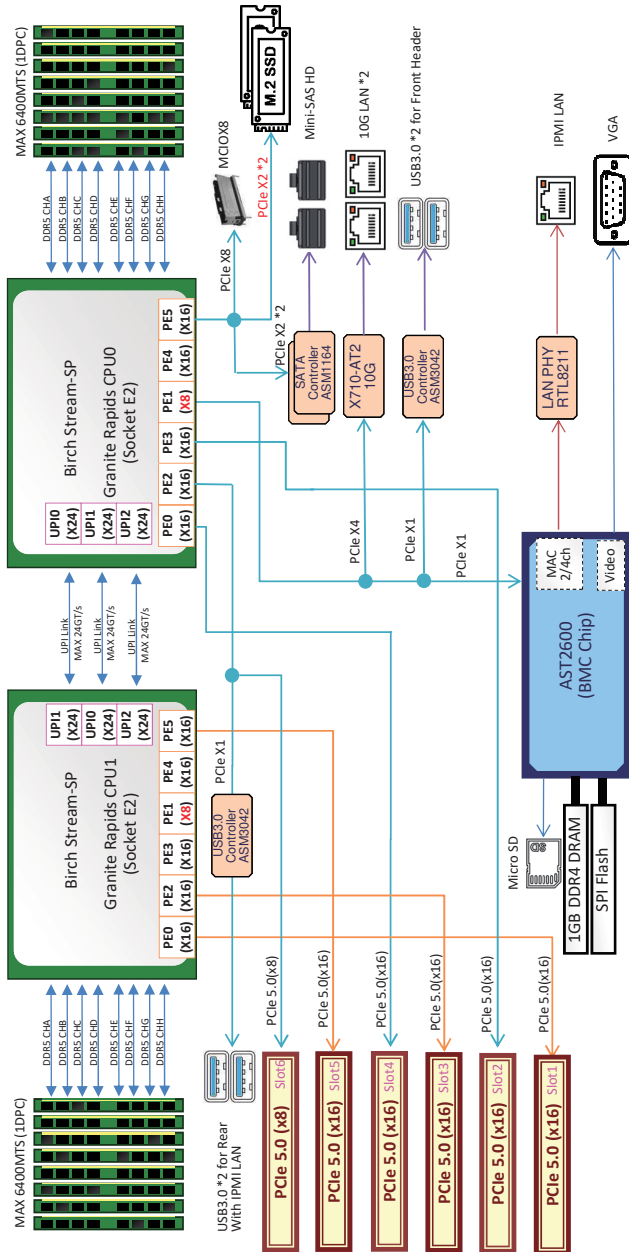 MAX 6400MTS (1DPC)
DDR5 CHA
DDR5 CHB
DDR5 CHC
DDR5 CHD
DDR5 CHE
DDR5 CHF
DDR5 CHG
DDR5 CHH
Birch Stream-SP
Granite Rapids CPU1
(Socket E2)
UPI1
(X24)
UPI0
(X24)
UPI2
(X24)
PE0
(X16)
PE2
(X16)
PE3
(X16)
PE1
(X8)
PE4
(X16)
PE5
(X16)
UPI Link
MAX 24GT/s
UPI Link
MAX 24GT/s
UPI Link
MAX 24GT/s
Birch Stream-SP
Granite Rapids CPU0
(Socket E2)
UPI0
(X24)
UPI1
(X24)
UPI2
(X24)
PE0
(X16)
PE2
(X16)
PE3
(X16)
PE1
(X8)
PE4
(X16)
PE5
(X16)
DDR5 CHA
DDR5 CHB
DDR5 CHC
DDR5 CHD
DDR5 CHE
DDR5 CHF
DDR5 CHG
DDR5 CHH
MAX 6400MTS (1DPC)
USB3.0 *2 for Rear
With IPMI LAN
USB3.0
Controller
ASM3042
PCIe X1
PCIe 5.0 (x8)
Slot6
PCIe 5.0(x8)
PCIe 5.0 (x16)
Slot5
PCIe 5.0(x16)
PCIe 5.0 (x16)
Slot4
PCIe 5.0(x16)
PCIe 5.0 (x16)
Slot3
PCIe 5.0(x16)
PCIe 5.0 (x16)
Slot2
PCIe 5.0(x16)
PCIe 5.0 (x16)
Slot1
PCIe 5.0(x16)
PCIe X8
MCIOX8
PCIe X2 *2
M.2 SSD
PCIe X2 *2
SATA
Controller
ASM1164
Mini-SAS HD
PCIe X4
X710-AT2
10G
10G LAN *2
PCIe X1
USB3.0
Controller
ASM3042
USB3.0 *2 for Front Header
PCIe X1
Micro SD
SD
1GB DDR4 DRAM
SPI Flash
AST2600
(BMC Chip)
MAC
2/4ch
Video
LAN PHY
RTL8211
IPMI LAN
VGA